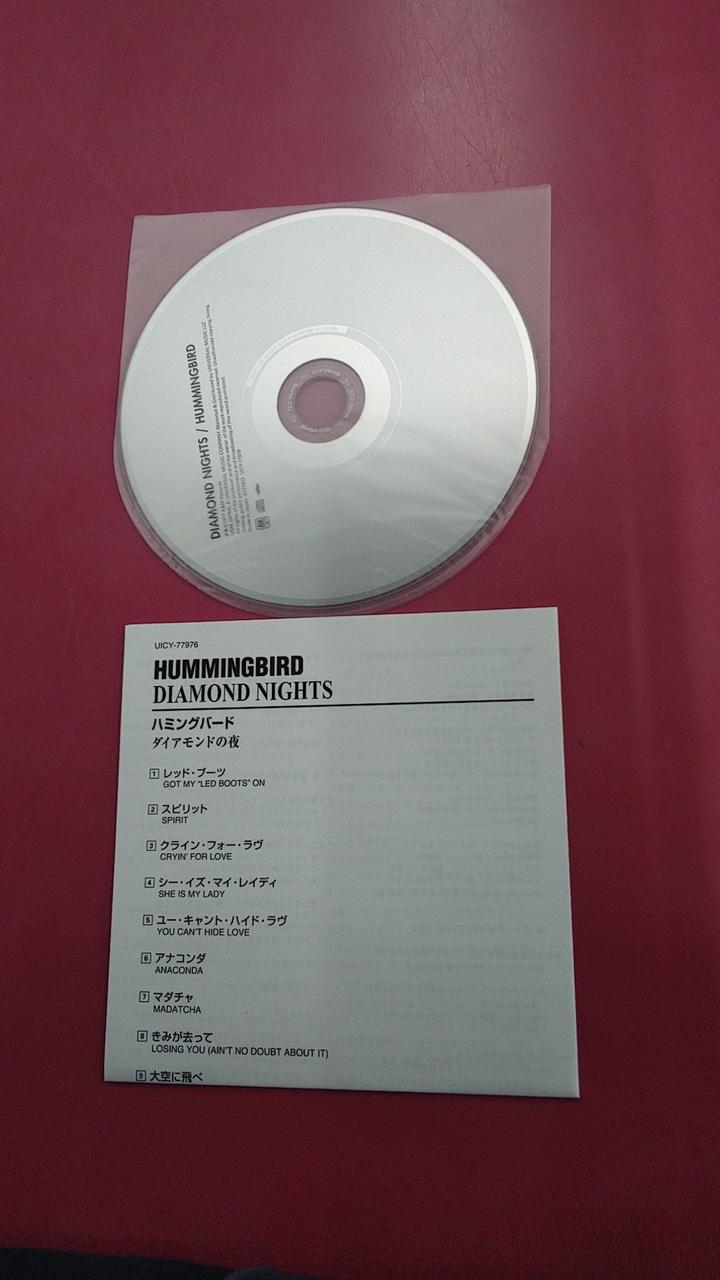 DIAMOND NIGHTS / HUMMINGBIRD
UICY-77976
HUMMINGBIRD
DIAMOND NIGHTS
ハミングバード
ダイアモンドの夜
1 レッド・ブーツ
GOT MY "LED BOOTS" ON
2 スピリット
SPIRIT
3 クライン・フォー・ラヴ
CRYIN' FOR LOVE
4 シー・イズ・マイ・レイディ
SHE IS MY LADY
5 ユー・キャント・ハイド・ラヴ
YOU CAN'T HIDE LOVE
6 アナコンダ
ANACONDA
7 マダチャ
MADATCHA
8 きみが去って
LOSING YOU (AIN'T NO DOUBT ABOUT IT)
9 大空に飛べ